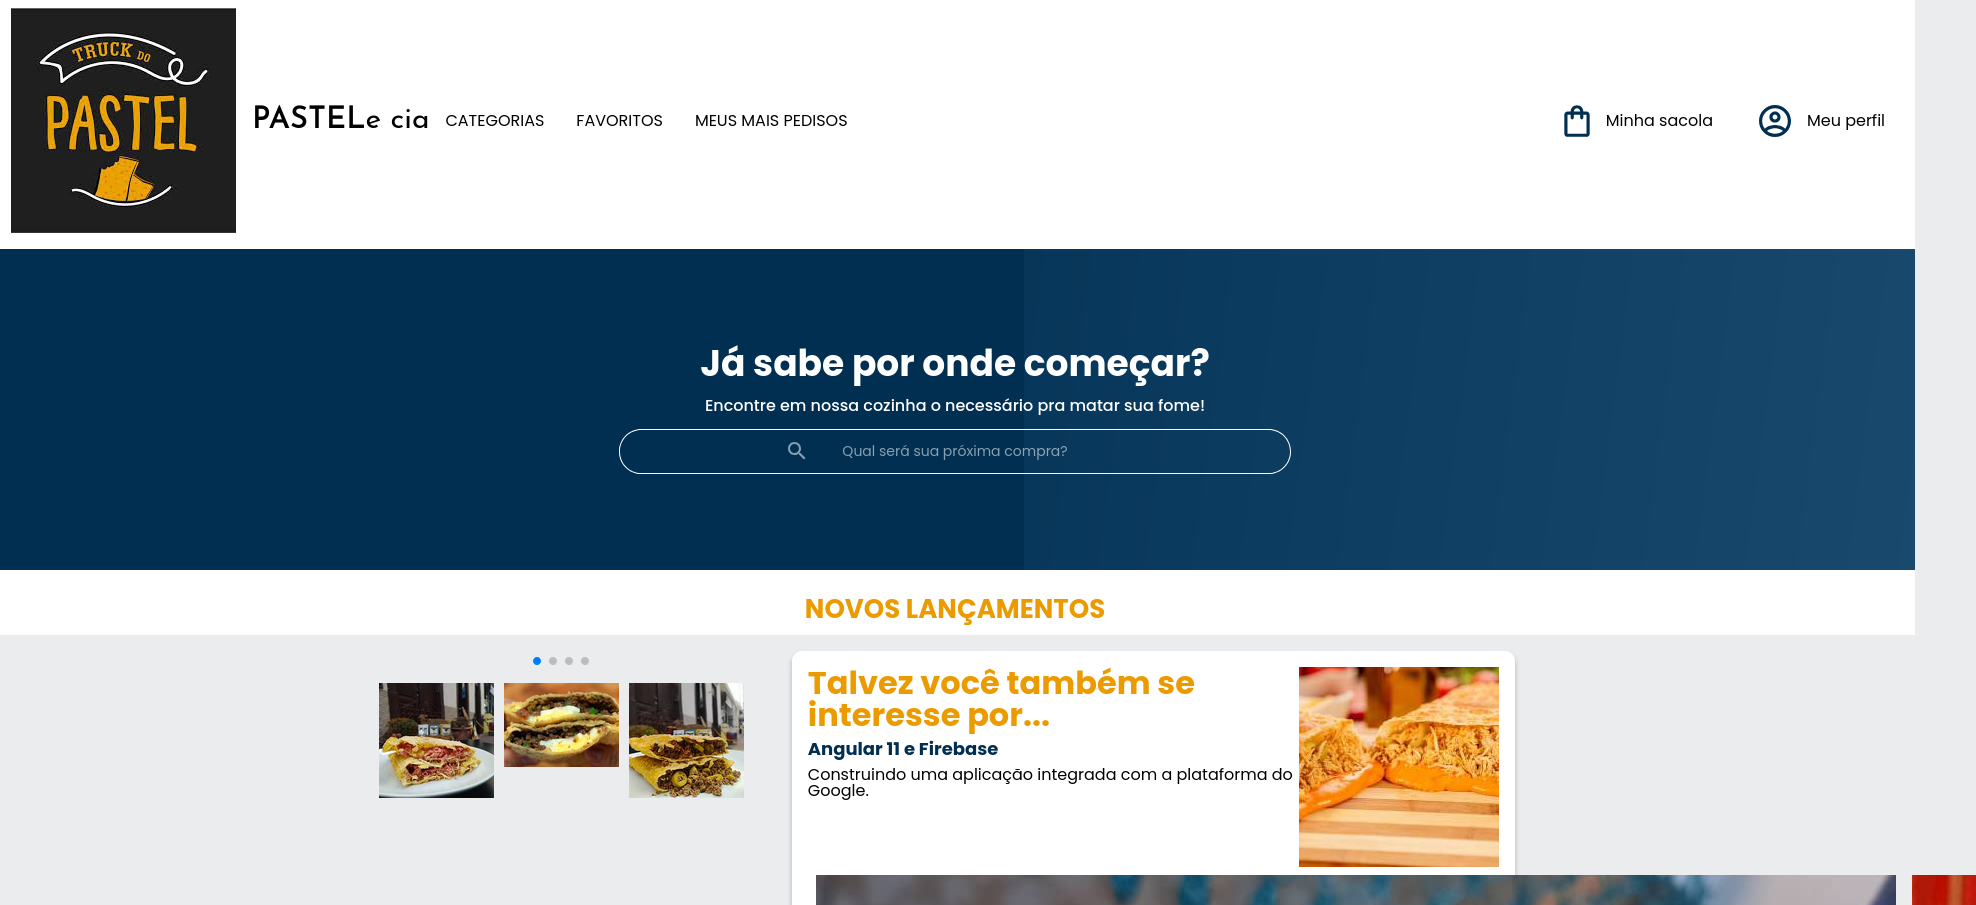 TRUCK DO
PASTEL
PASTELe cia
CATEGORIAS
FAVORITOS
MEUS MAIS PEDISOS
Minha sacola
Meu perfil
Já sabe por onde começar?
Encontre em nossa cozinha o necessário pra matar sua fome!
Qual será sua próxima compra?
NOVOS LANÇAMENTOS
Talvez você também se
interesse por...
Angular 11 e Firebase
Construindo uma aplicação integrada com a plataforma do
Google.